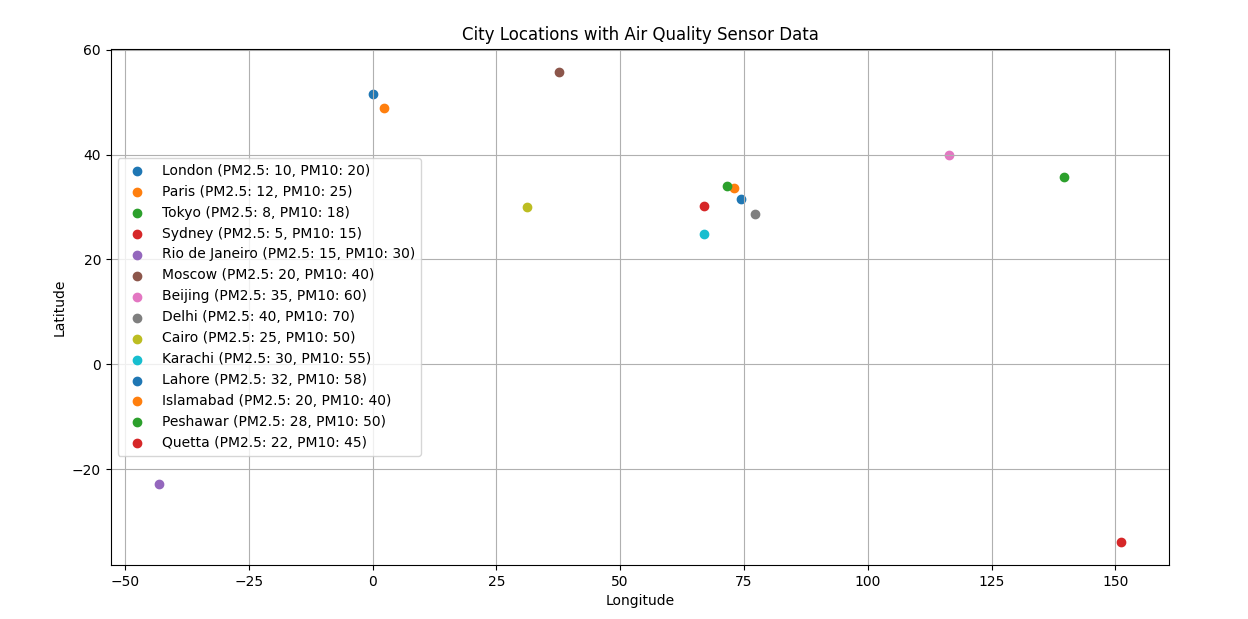 City Locations with Air Quality Sensor Data
60
40
20
0
−20
Latitude
London (PM2.5: 10, PM10: 20)
Paris (PM2.5: 12, PM10: 25)
Tokyo (PM2.5: 8, PM10: 18)
Sydney (PM2.5: 5, PM10: 15)
Rio de Janeiro (PM2.5: 15, PM10: 30)
Moscow (PM2.5: 20, PM10: 40)
Beijing (PM2.5: 35, PM10: 60)
Delhi (PM2.5: 40, PM10: 70)
Cairo (PM2.5: 25, PM10: 50)
Karachi (PM2.5: 30, PM10: 55)
Lahore (PM2.5: 32, PM10: 58)
Islamabad (PM2.5: 20, PM10: 40)
Peshawar (PM2.5: 28, PM10: 50)
Quetta (PM2.5: 22, PM10: 45)
−50 −25 0 25 50 75 100 125 150
Longitude